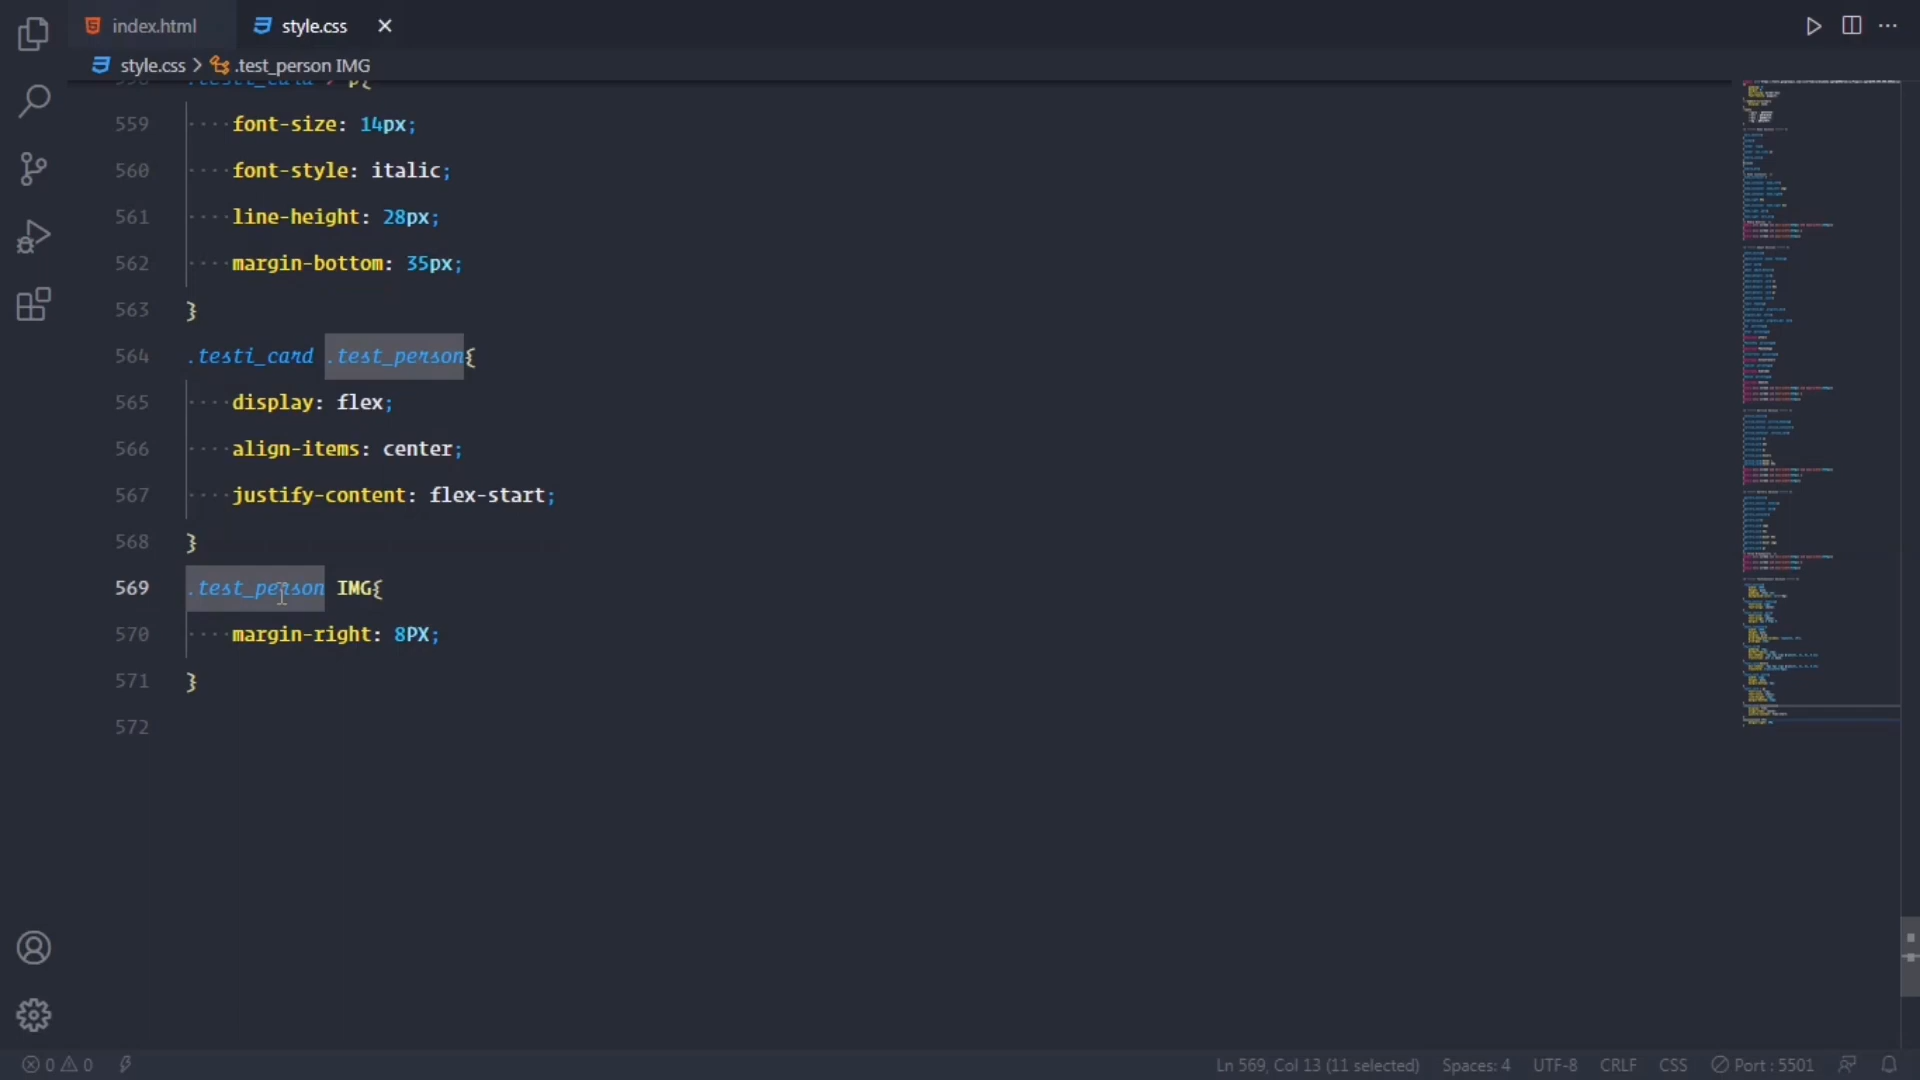 index.html
style.css
style.css > .test_person IMG
.testi_card > p{
559 font-size: 14px;
560 font-style: italic;
561 line-height: 28px;
562 margin-bottom: 35px;
563 }
564 .testi_card .test_person{
565 display: flex;
566 align-items: center;
567 justify-content: flex-start;
568 }
569 .test_person IMG{
570 margin-right: 8PX;
571 }
572
0 0
Ln 569, Col 13 (11 selected) Spaces: 4 UTF-8 CRLF CSS Port : 5501